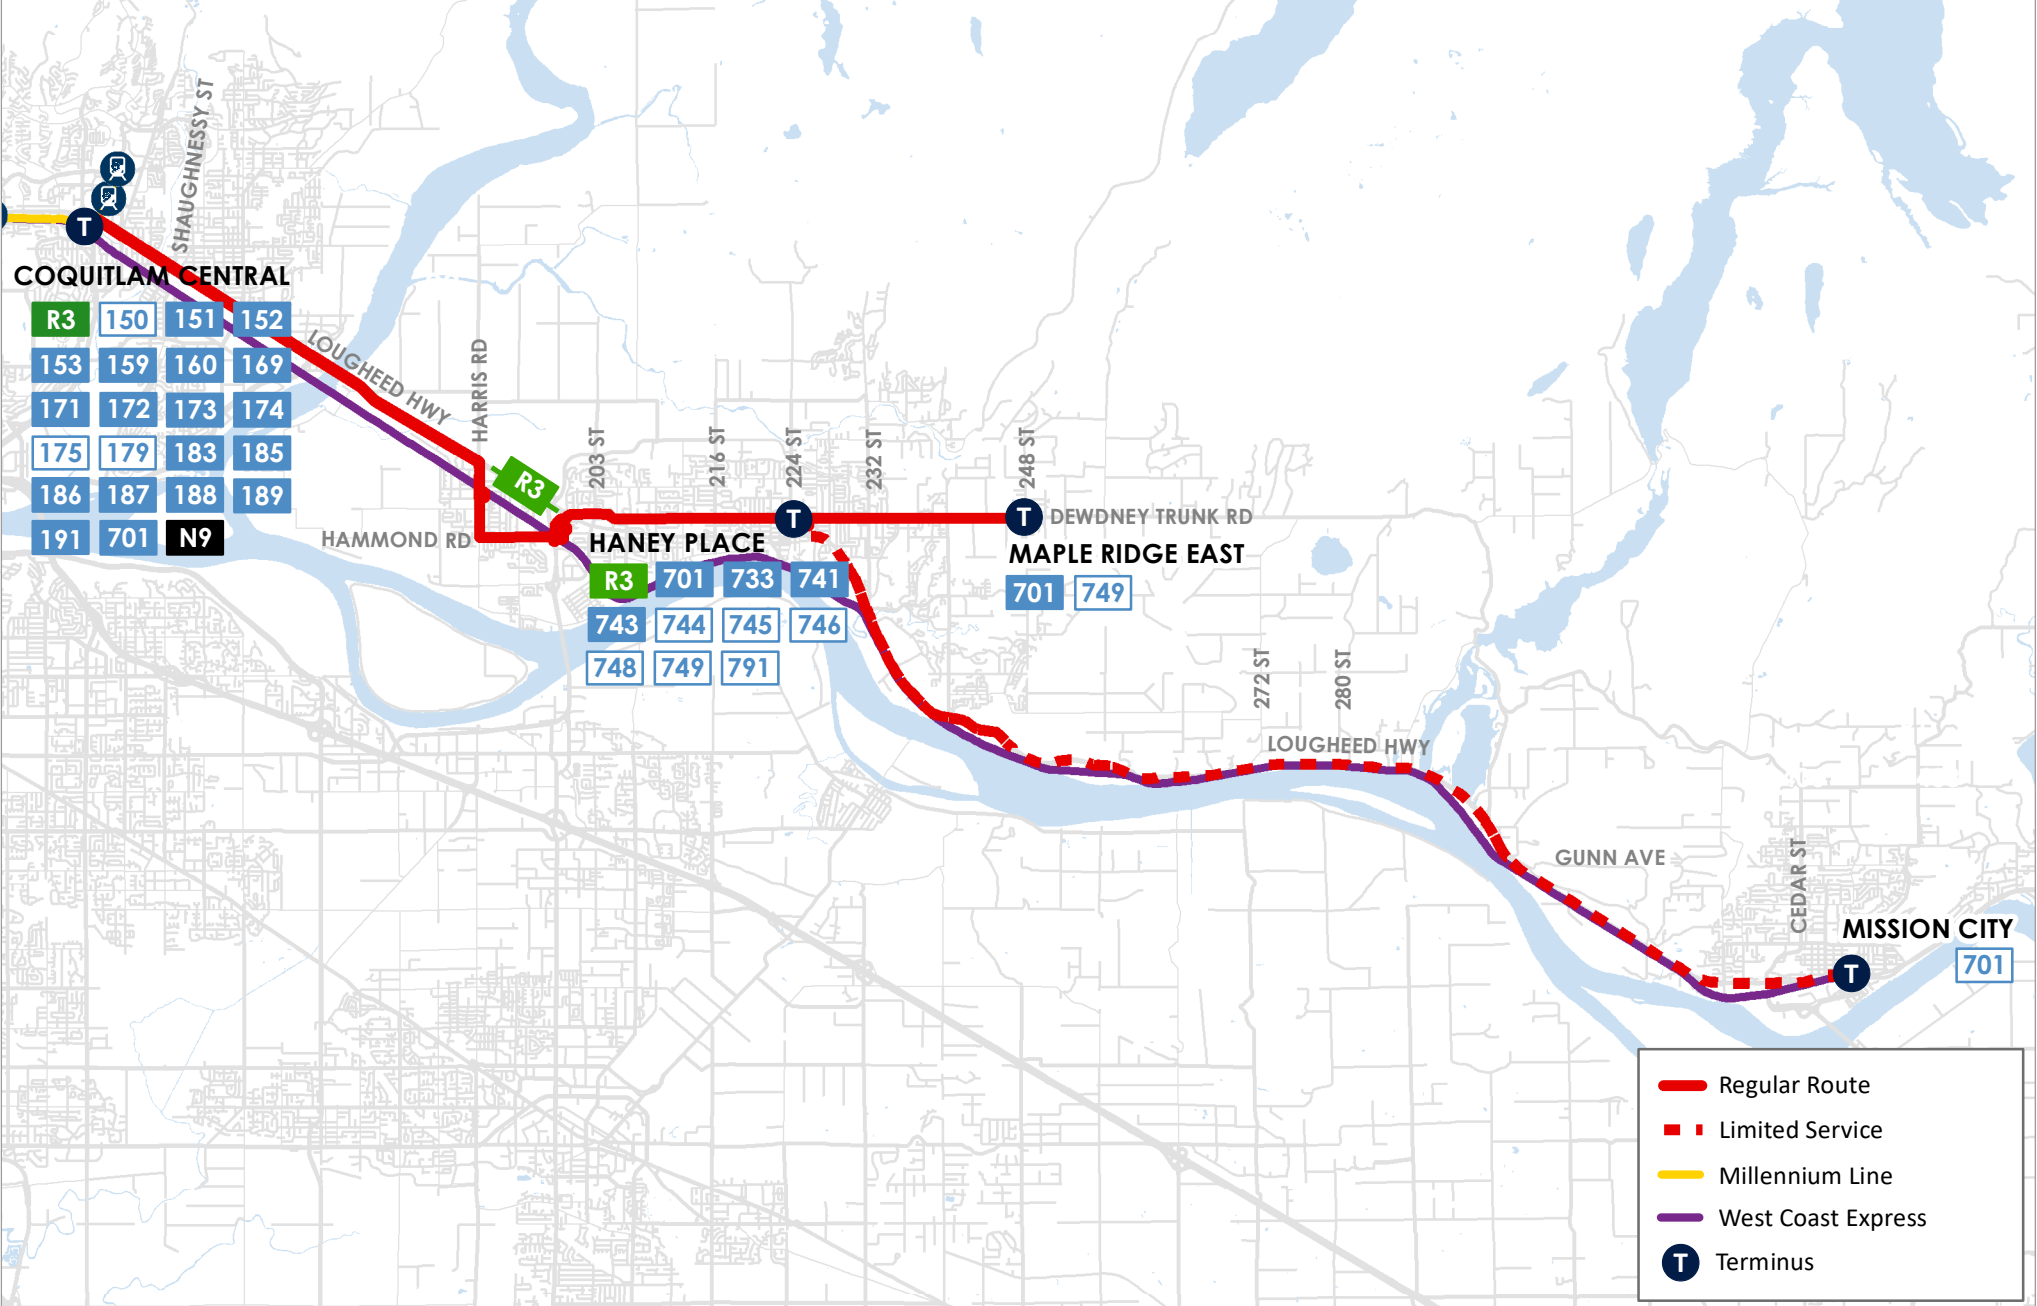 SHAUGHNESSY ST
T
COQUITLAM CENTRAL
R3 150 151 152
153 159 160 169
171 172 173 174
175 179 183 185
186 187 188 189
191 701 N9
LOUGHEED HWY
HARRIS RD
R3
HAMMOND RD
203 ST
216 ST
224 ST
232 ST
248 ST
T
T
DEWDNEY TRUNK RD
HANEY PLACE
R3 701 733 741
743 744 745 746
748 749 791
MAPLE RIDGE EAST
701 749
272 ST
280 ST
LOUGHEED HWY
GUNN AVE
CEDAR ST
MISSION CITY
701
T
Regular Route
Limited Service
Millennium Line
West Coast Express
T Terminus